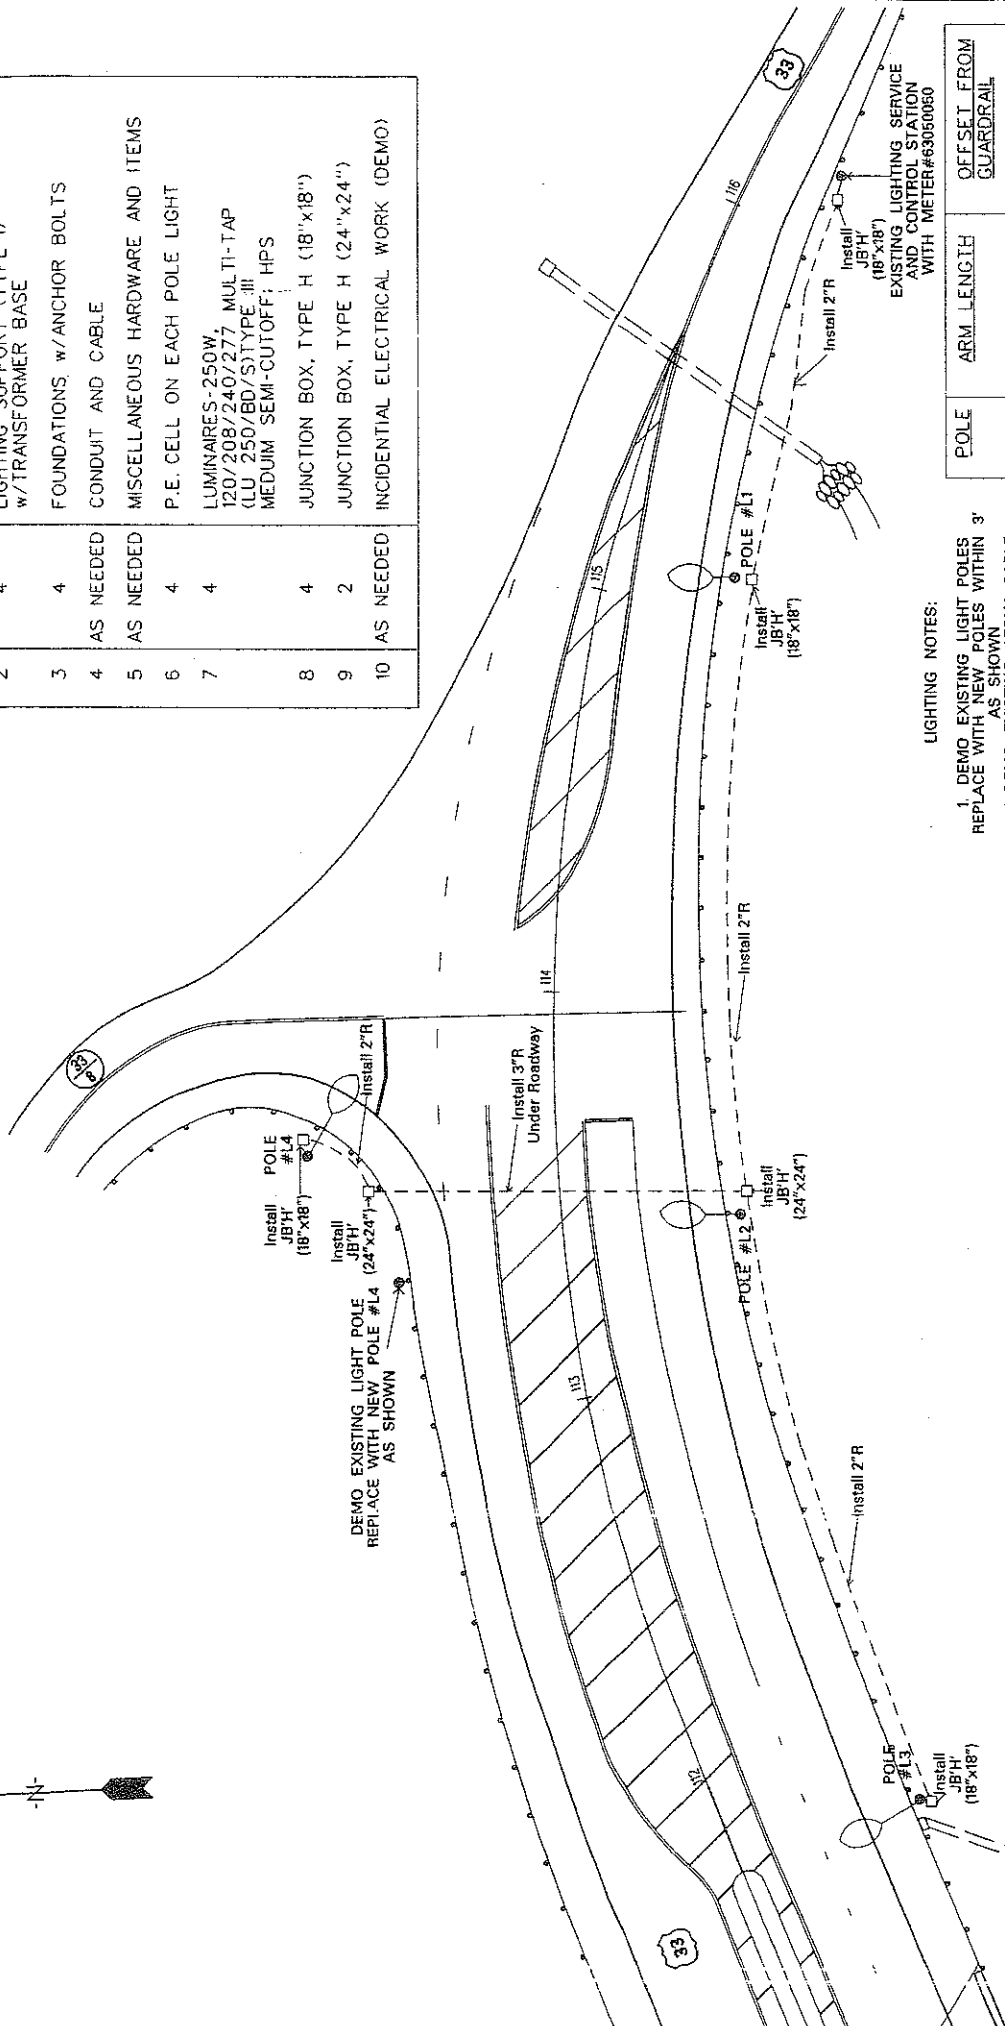 2 4
w/TRANSFORMER BASE
3 4 FOUNDATIONS, w/ANCHOR BOLTS
4 AS NEEDED CONDUIT AND CABLE
5 AS NEEDED MISCELLANEOUS HARDWARE AND ITEMS
6 4 P.E. CELL ON EACH POLE LIGHT
7 4 LUMINAIRES-250W,
120/208/240/277 MULTI-TAP
(LU 250/BD/S)TYPE III
MEDUIM SEMI-CUTOFF; HPS
8 4 JUNCTION BOX, TYPE H (18"x18")
9 2 JUNCTION BOX, TYPE H (24"x24")
10 AS NEEDED INCIDENTIAL ELECTRICAL WORK (DEMO)
-N-
33
8
33
33
116
115
114
113
112
Install
JB'H'
(18"x18")
POLE
#L4
Install
JB'H'
(24"x24")
Install 2"R
DEMO EXISTING LIGHT POLE
REPLACE WITH NEW POLE #L4
AS SHOWN
Install 3"R
Under Roadway
POLE #L1
Install
JB'H'
(18"x18")
Install 2"R
Install
JB'H'
(18"x18")
EXISTING LIGHTING SERVICE
AND CONTROL STATION
WITH METER#63050050
Install 2"R
POLE #L2
Install
JB'H'
(24"x24")
Install 2"R
POLE
#L3
Install
JB'H'
(18"x18")
LIGHTING NOTES:
1. DEMO EXISTING LIGHT POLES
REPLACE WITH NEW POLES WITHIN 3'
AS SHOWN
POLE ARM LENGTH OFFSET FROM
GUARDRAIL